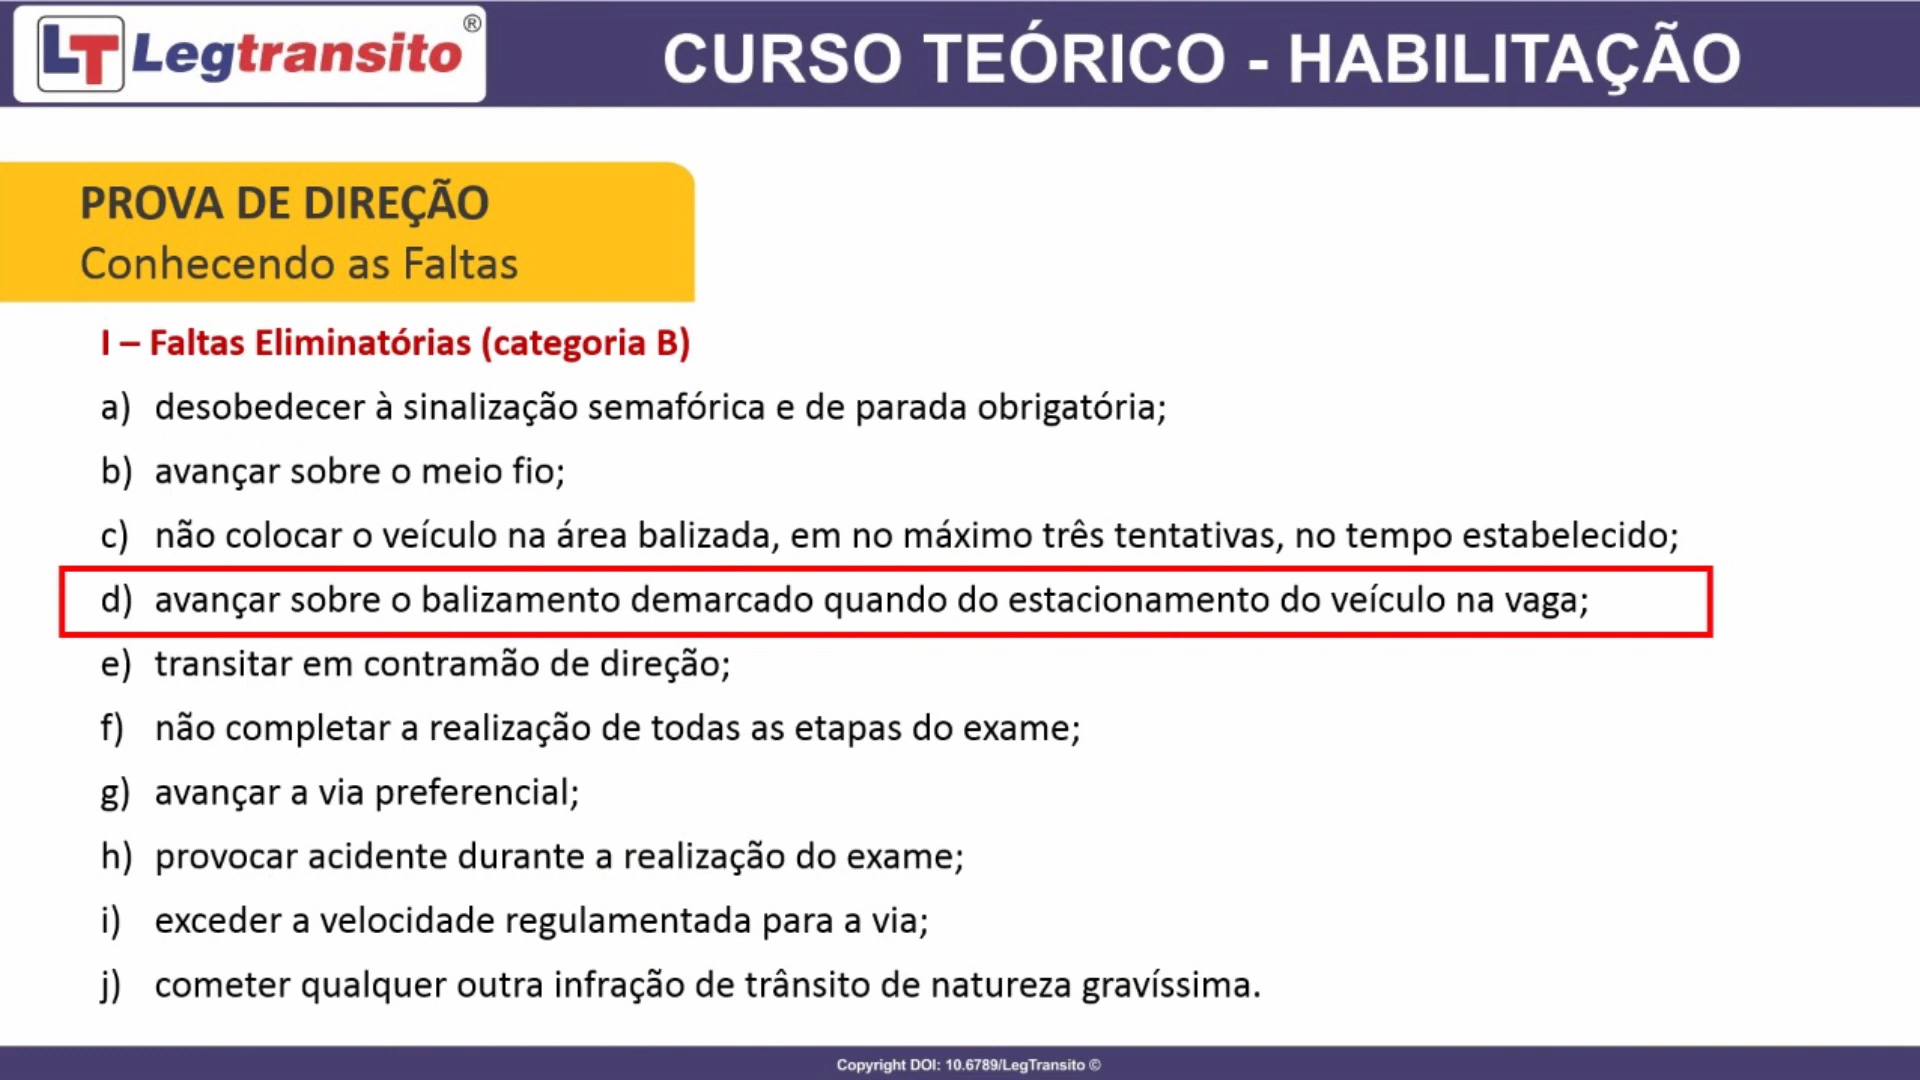 LT Legtransito ®
CURSO TEÓRICO - HABILITAÇÃO
PROVA DE DIREÇÃO
Conhecendo as Faltas
I – Faltas Eliminatórias (categoria B)
a) desobedecer à sinalização semafórica e de parada obrigatória;
b) avançar sobre o meio fio;
c) não colocar o veículo na área balizada, em no máximo três tentativas, no tempo estabelecido;
d) avançar sobre o balizamento demarcado quando do estacionamento do veículo na vaga;
e) transitar em contramão de direção;
f) não completar a realização de todas as etapas do exame;
g) avançar a via preferencial;
h) provocar acidente durante a realização do exame;
i) exceder a velocidade regulamentada para a via;
j) cometer qualquer outra infração de trânsito de natureza gravíssima.
Copyright DOI: 10.6789/LegTransito ©